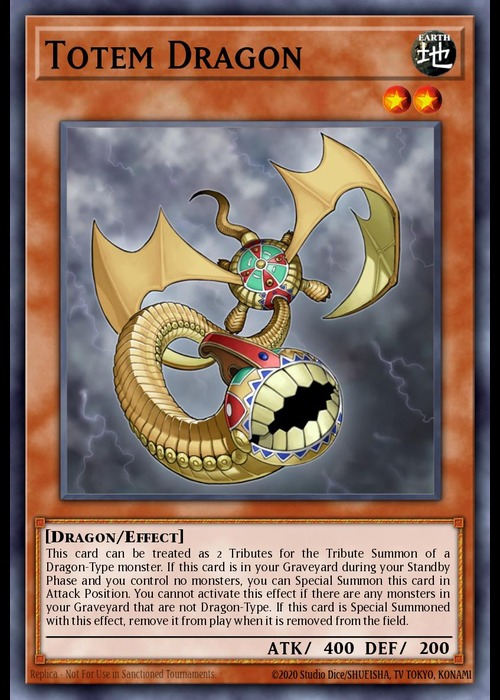 Totem Dragon
EARTH
地
[Dragon/Effect]
This card can be treated as 2 Tributes for the Tribute Summon of a
Dragon-Type monster. If this card is in your Graveyard during your Standby
Phase and you control no monsters, you can Special Summon this card in
Attack Position. You cannot activate this effect if there are any monsters in
your Graveyard that are not Dragon-Type. If this card is Special Summoned
with this effect, remove it from play when it is removed from the field.
ATK/ 400 DEF/ 200
Replica - Not For Use in Sanctioned Tournaments
©2020 Studio Dice/SHUEISHA, TV TOKYO, KONAMI